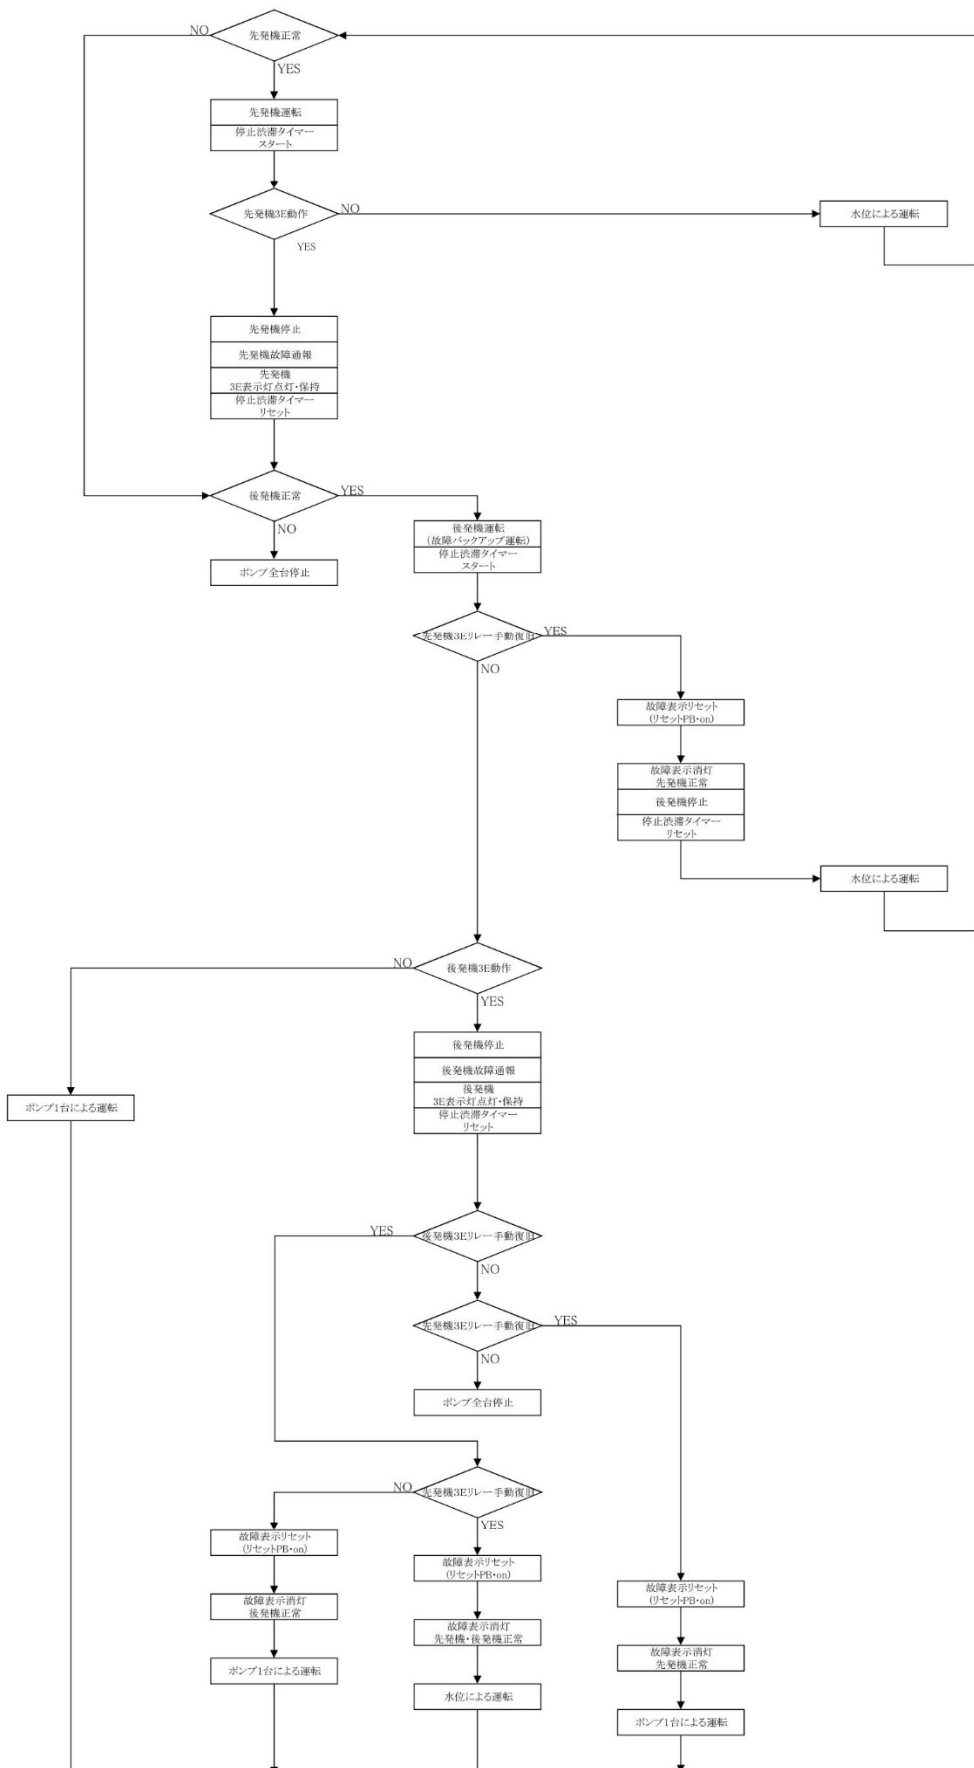 NO
先発機正常
YES
先発機運転
停止渋滞タイマー
スタート
先発機3E動作
NO
水位による運転
YES
先発機停止
先発機故障通報
先発機
3E表示灯点灯・保持
停止渋滞タイマー
リセット
後発機正常
YES
NO
後発機運転
(故障バックアップ運転)
停止渋滞タイマー
スタート
ポンプ全台停止
先発機3Eリレー手動復旧
YES
NO
故障表示リセット
(リセットPB・on)
故障表示消灯
先発機正常
後発機停止
停止渋滞タイマー
リセット
水位による運転
NO
後発機3E動作
YES
後発機停止
後発機故障通報
後発機
3E表示灯点灯・保持
停止渋滞タイマー
リセット
ポンプ1台による運転
YES
後発機3Eリレー手動復旧
NO
先発機3Eリレー手動復旧
YES
NO
ポンプ全台停止
NO
先発機3Eリレー手動復旧
YES
故障表示リセット
(リセットPB・on)
故障表示リセット
(リセットPB・on)
故障表示リセット
(リセットPB・on)
故障表示消灯
後発機正常
故障表示消灯
先発機・後発機正常
故障表示消灯
先発機正常
ポンプ1台による運転
水位による運転
ポンプ1台による運転